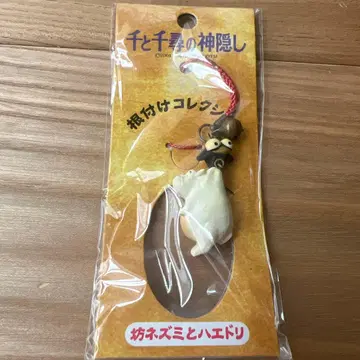 千と千尋の神隠し
根付けコレクション
坊ネズミとハエドリ